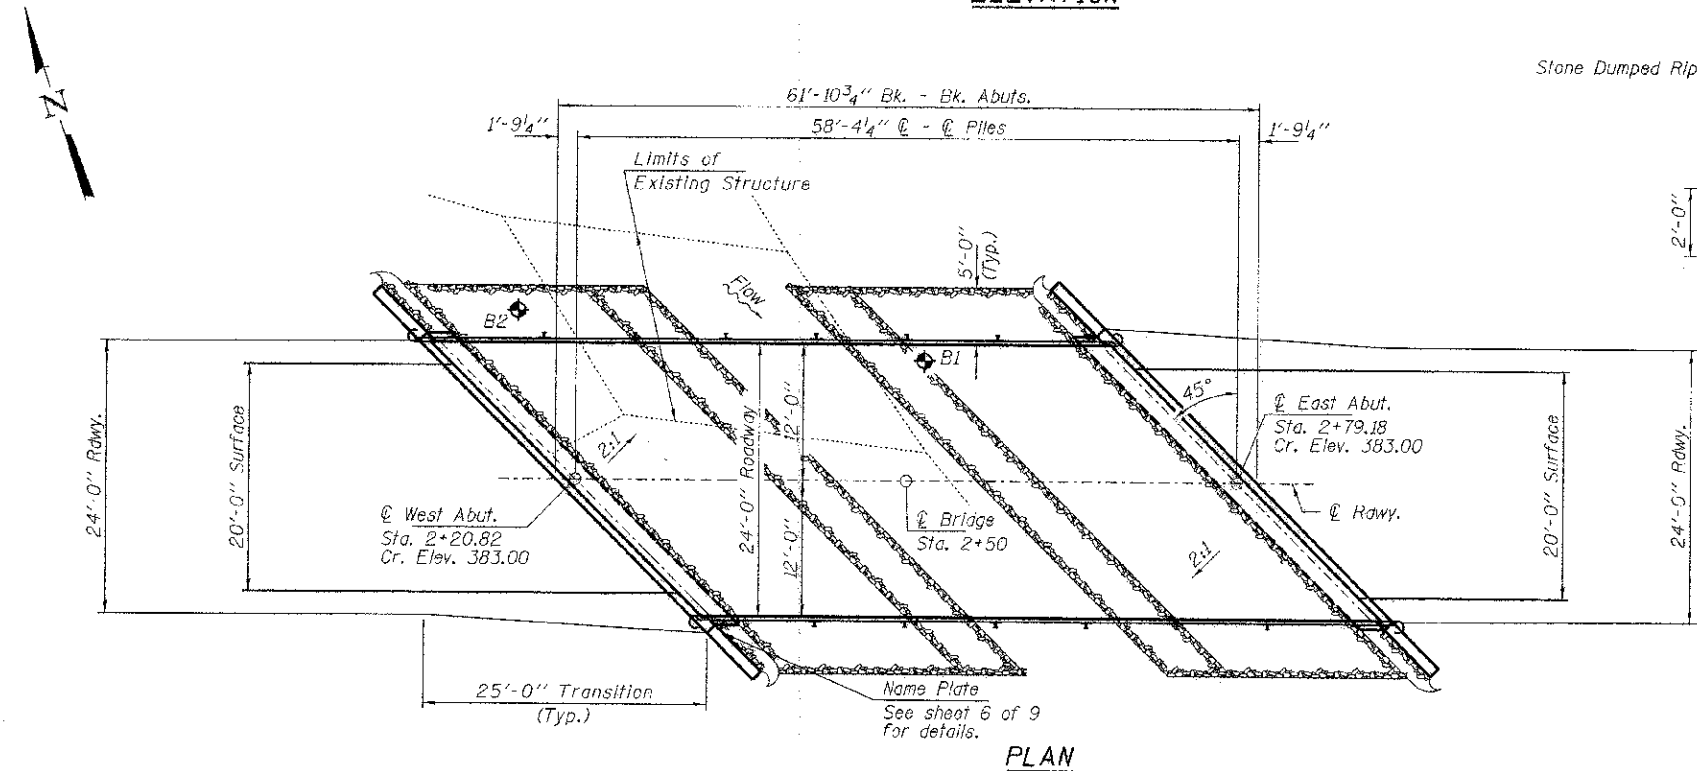 ELEVATION
N
Stone Dumped Rip
61'-10¾" Bk. - Bk. Abuts.
1'-9¼"
58'-4¼" ℄ - ℄ Piles
1'-9¼"
Limits of
Existing Structure
2'-0"
5'-0"
(Typ.)
Flow
B2
B1
45°
℄ East Abut.
Sta. 2+79.18
Cr. Elev. 383.00
24'-0" Rdwy.
20'-0" Surface
2:1
24'-0" Roadway
12'-0"
12'-0"
℄ West Abut.
Sta. 2+20.82
Cr. Elev. 383.00
℄ Bridge
Sta. 2+50
℄ Rdwy.
2:1
20'-0" Surface
24'-0" Rdwy.
25'-0" Transition
(Typ.)
Name Plate
See sheet 6 of 9
for details.
PLAN